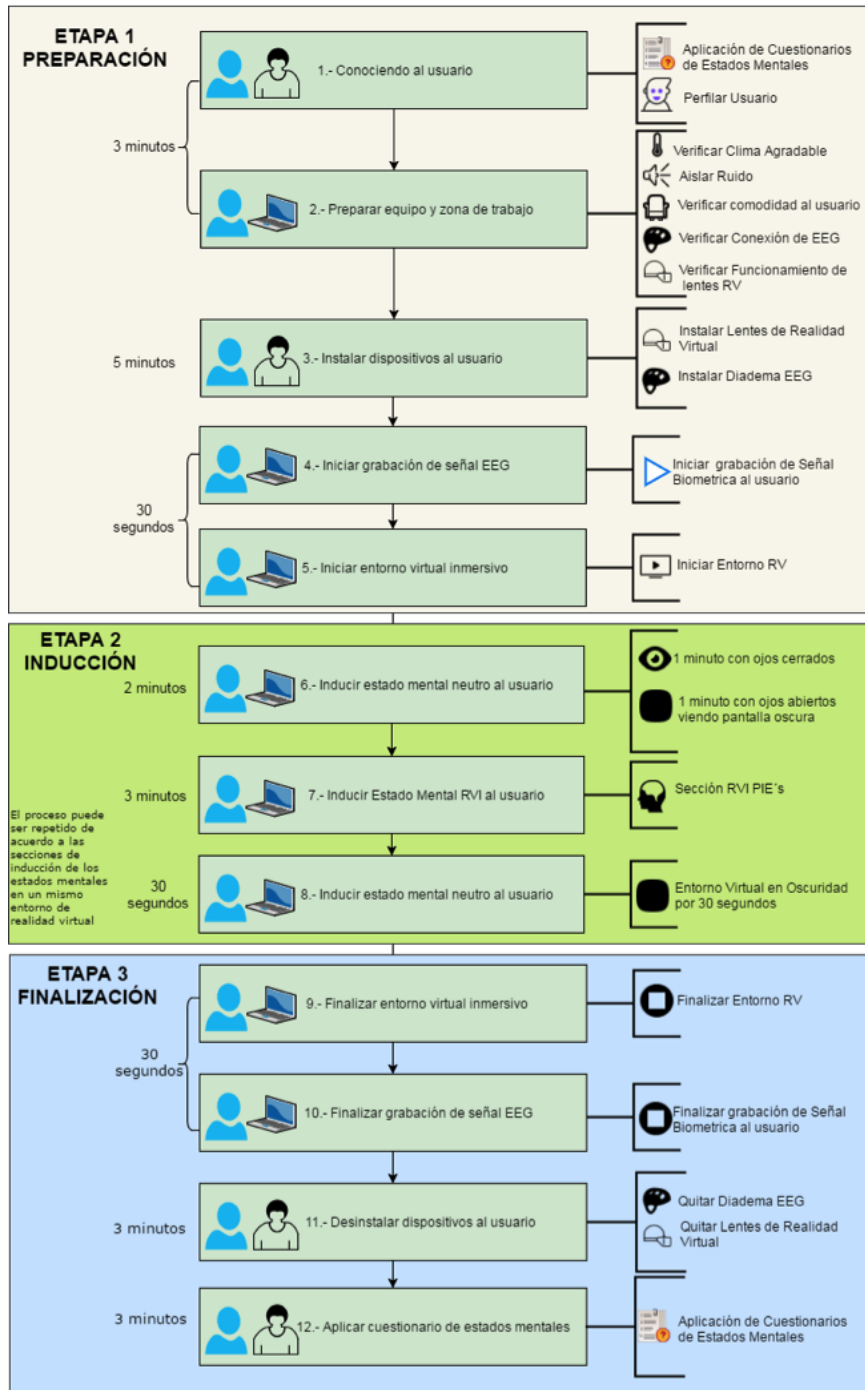 ETAPA 1
PREPARACIÓN
1.- Conociendo al usuario
Aplicación de Cuestionarios
de Estados Mentales
Perfilar Usuario
3 minutos
2.- Preparar equipo y zona de trabajo
Verificar Clima Agradable
Aislar Ruido
Verificar comodidad al usuario
Verificar Conexión de EEG
Verificar Funcionamiento de
lentes RV
5 minutos
3.- Instalar dispositivos al usuario
Instalar Lentes de Realidad
Virtual
Instalar Diadema EEG
30
segundos
4.- Iniciar grabación de señal EEG
Iniciar grabación de Señal
Biometrica al usuario
5.- Iniciar entorno virtual inmersivo
Iniciar Entorno RV
ETAPA 2
INDUCCIÓN
2 minutos
6.- Inducir estado mental neutro al usuario
1 minuto con ojos cerrados
1 minuto con ojos abiertos
viendo pantalla oscura
3 minutos
7.- Inducir Estado Mental RVI al usuario
Sección RVI PIE´s
El proceso puede
ser repetido de
acuerdo a las
secciones de
inducción de los
estados mentales
en un mismo
entorno de
realidad virtual
30
segundos
8.- Inducir estado mental neutro al usuario
Entorno Virtual en Oscuridad
por 30 segundos
ETAPA 3
FINALIZACIÓN
9.- Finalizar entorno virtual inmersivo
Finalizar Entorno RV
30
segundos
10.- Finalizar grabación de señal EEG
Finalizar grabación de Señal
Biometrica al usuario
3 minutos
11.- Desinstalar dispositivos al usuario
Quitar Diadema EEG
Quitar Lentes de Realidad
Virtual
3 minutos
12.- Aplicar cuestionario de estados mentales
Aplicación de Cuestionarios
de Estados Mentales